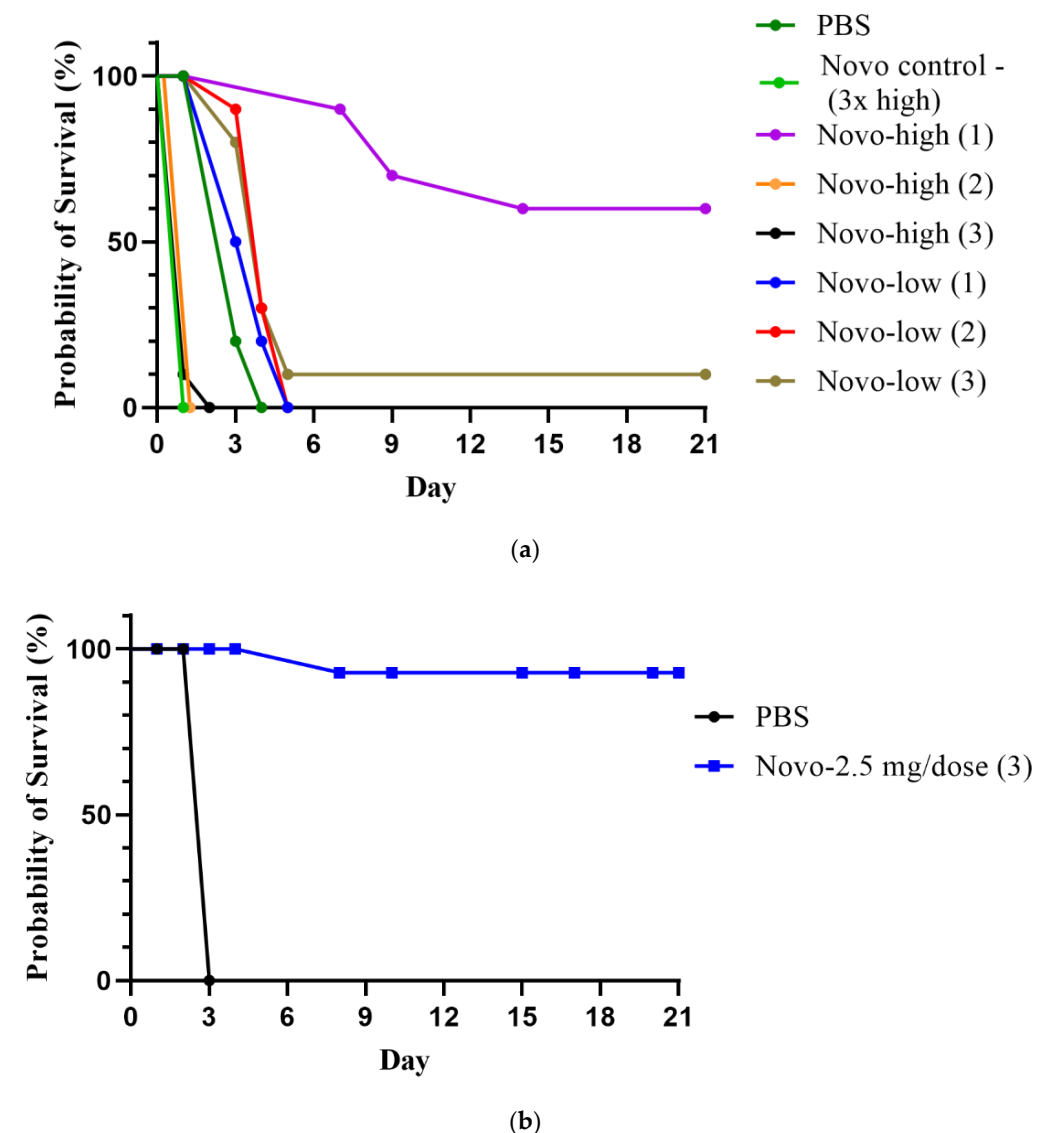 Probability of Survival (%)
100
50
0
0 3 6 9 12 15 18 21
Day
PBS
Novo control -
(3x high)
Novo-high (1)
Novo-high (2)
Novo-high (3)
Novo-low (1)
Novo-low (2)
Novo-low (3)
(a)
Probability of Survival (%)
100
50
0
0 3 6 9 12 15 18 21
Day
PBS
Novo-2.5 mg/dose (3)
(b)